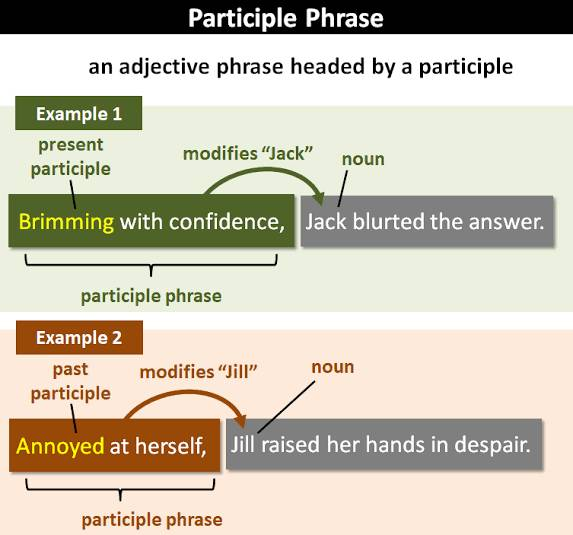 Participle Phrase
an adjective phrase headed by a participle
Example 1
present
participle
modifies “Jack”
noun
Brimming with confidence, Jack blurted the answer.
participle phrase
Example 2
past
participle
modifies “Jill”
noun
Annoyed at herself, Jill raised her hands in despair.
participle phrase